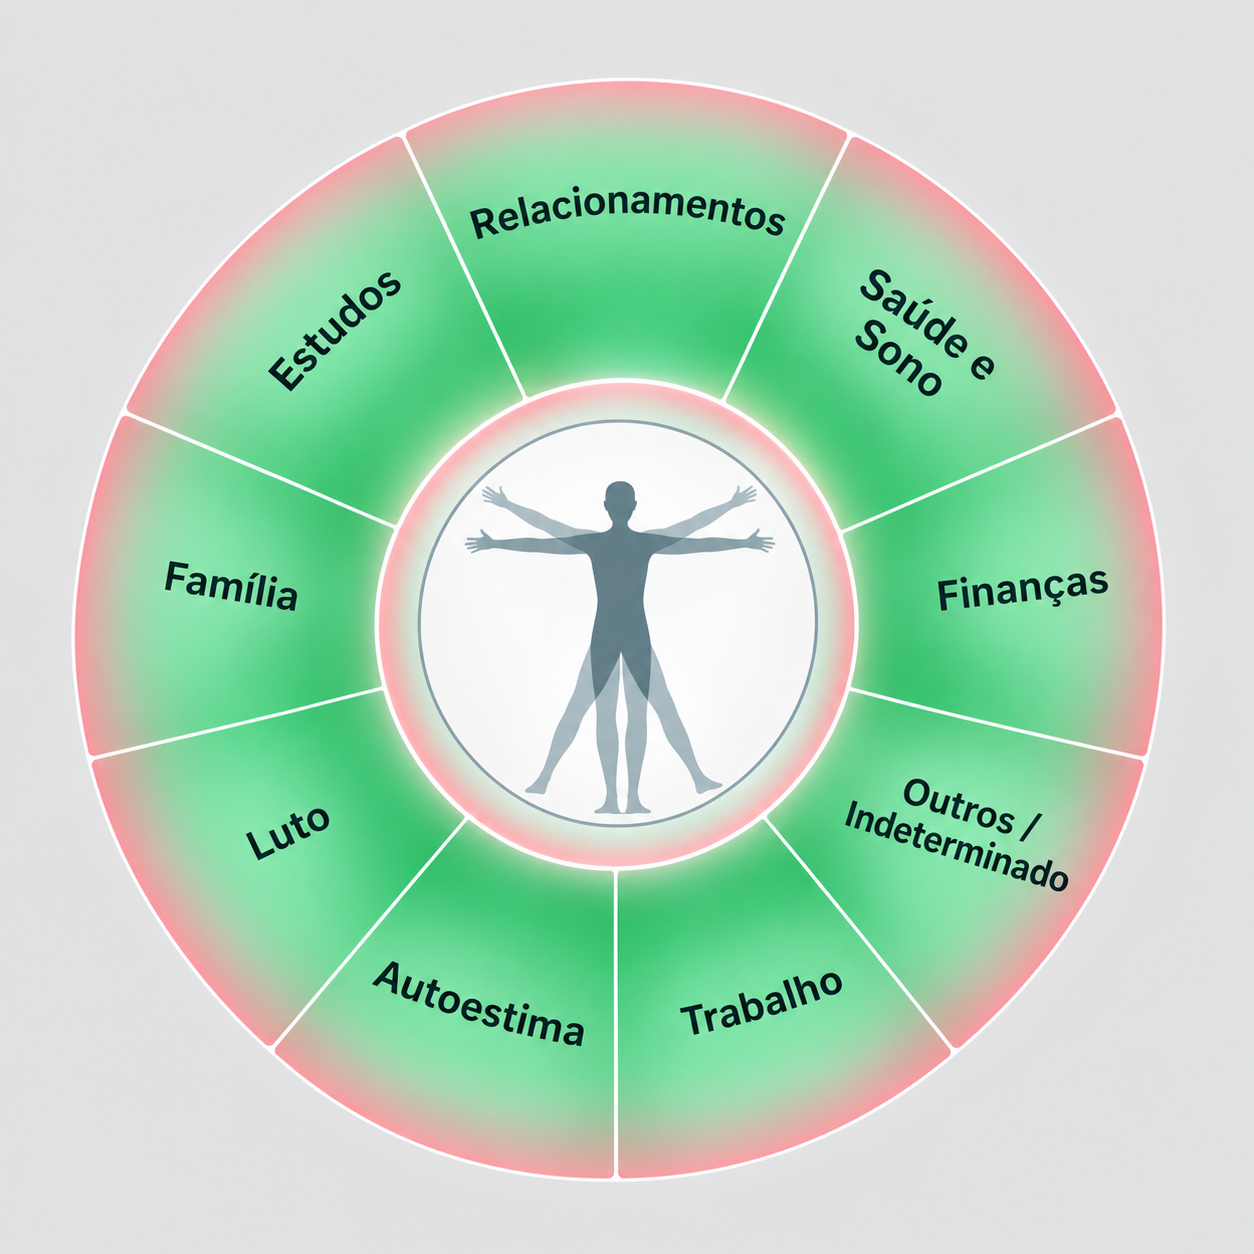 Relacionamentos
Saúde e
Sono
Finanças
Outros /
Indeterminado
Trabalho
Autoestima
Luto
Família
Estudos